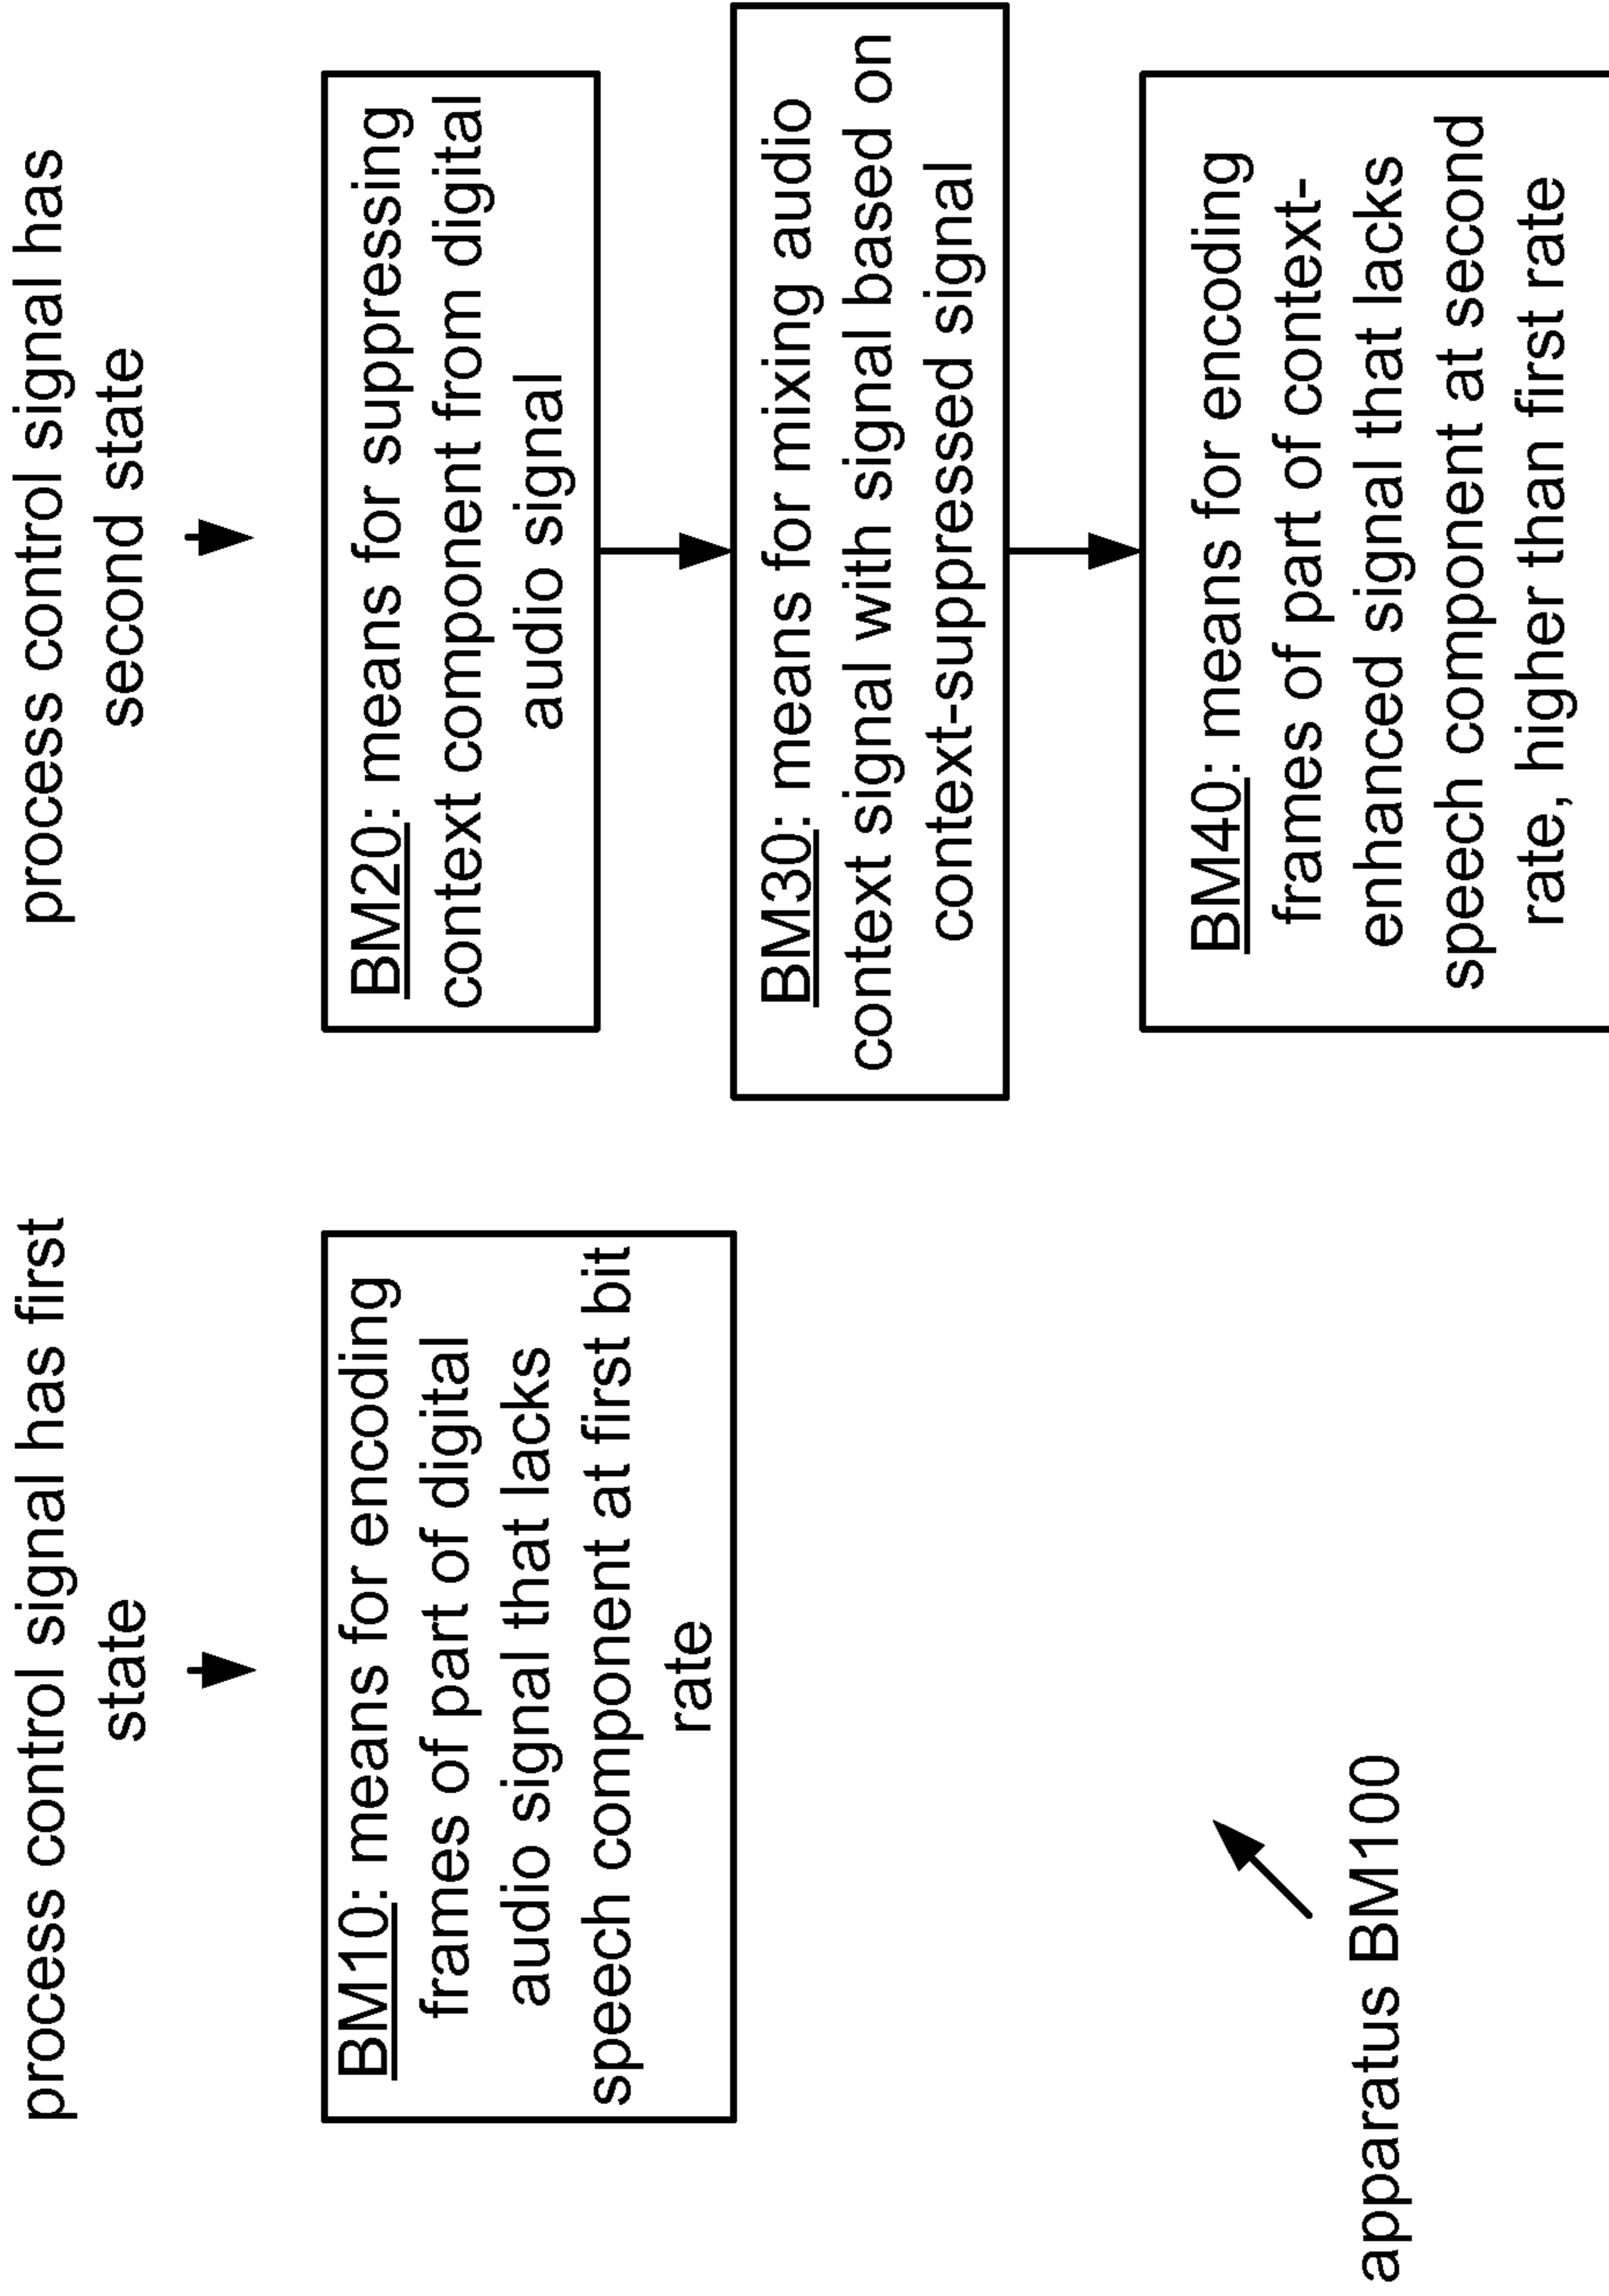 process control signal has first
state
BM10: means for encoding
frames of part of digital
audio signal that lacks
speech component at first bit
rate
process control signal has
second state
BM20: means for suppressing
context component from digital
audio signal
BM30: means for mixing audio
context signal with signal based on
context-suppressed signal
BM40: means for encoding
frames of part of context-
enhanced signal that lacks
speech component at second
rate, higher than first rate
apparatus BM100